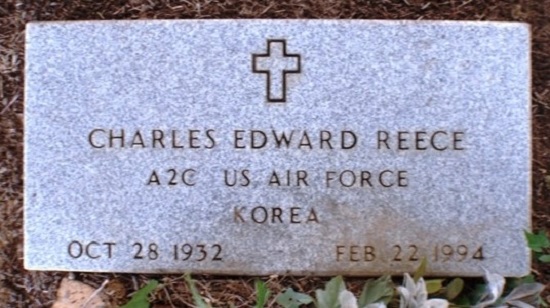 CHARLES EDWARD REECE
A2C US AIR FORCE
KOREA
OCT 28 1932 FEB 22 1994